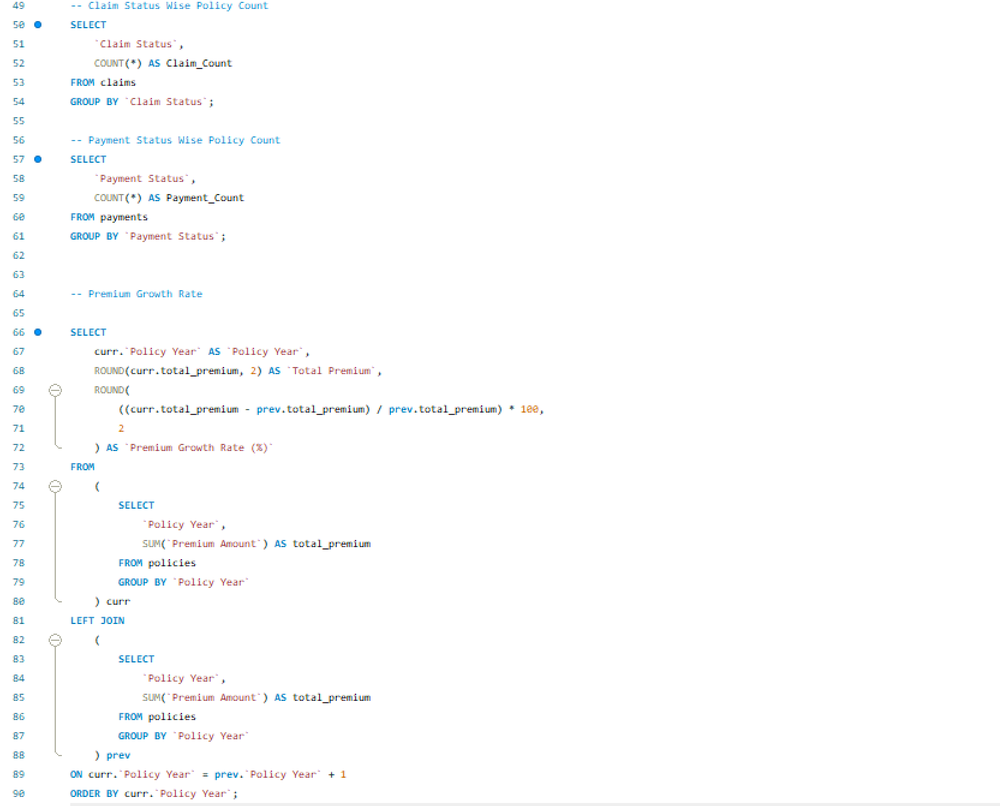 49 -- Claim Status Wise Policy Count
50 SELECT
51 `Claim Status`,
52 COUNT(*) AS Claim_Count
53 FROM claims
54 GROUP BY `Claim Status`;
55
56 -- Payment Status Wise Policy Count
57 SELECT
58 `Payment Status`,
59 COUNT(*) AS Payment_Count
60 FROM payments
61 GROUP BY `Payment Status`;
62
63
64 -- Premium Growth Rate
65
66 SELECT
67 curr.`Policy Year` AS `Policy Year`,
68 ROUND(curr.total_premium, 2) AS `Total Premium`,
69 ROUND(
70 ((curr.total_premium - prev.total_premium) / prev.total_premium) * 100,
71 2
72 ) AS `Premium Growth Rate (%)`
73 FROM
74 (
75 SELECT
76 `Policy Year`,
77 SUM(`Premium Amount`) AS total_premium
78 FROM policies
79 GROUP BY `Policy Year`
80 ) curr
81 LEFT JOIN
82 (
83 SELECT
84 `Policy Year`,
85 SUM(`Premium Amount`) AS total_premium
86 FROM policies
87 GROUP BY `Policy Year`
88 ) prev
89 ON curr.`Policy Year` = prev.`Policy Year` + 1
90 ORDER BY curr.`Policy Year`;